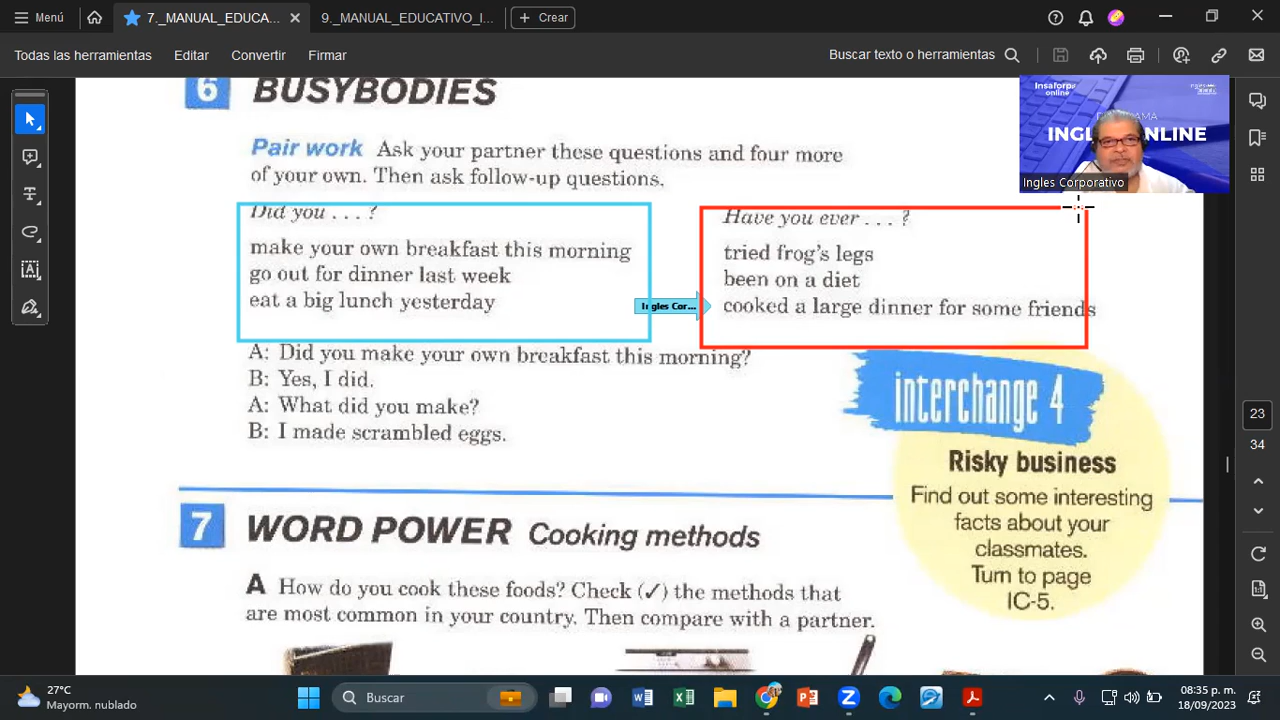 Menú
7._MANUAL_EDUCA...
9._MANUAL_EDUCATIVO_I...
Crear
Todas las herramientas
Editar
Convertir
Firmar
Buscar texto o herramientas
6 BUSYBODIES
Pair work Ask your partner these questions and four more
of your own. Then ask follow-up questions.
Did you . . . ?
make your own breakfast this morning
go out for dinner last week
eat a big lunch yesterday
Ingles Cor...
Have you ever . . . ?
tried frog's legs
been on a diet
cooked a large dinner for some friends
A: Did you make your own breakfast this morning?
B: Yes, I did.
A: What did you make?
B: I made scrambled eggs.
interchange 4
Risky business
Find out some interesting
facts about your
classmates.
Turn to page
IC-5.
7 WORD POWER Cooking methods
A How do you cook these foods? Check (✓) the methods that
are most common in your country. Then compare with a partner.
Insaforp
online
Ingles Corporativo
23
34
27°C
Mayorm. nublado
Buscar
08:35 p. m.
18/09/2023